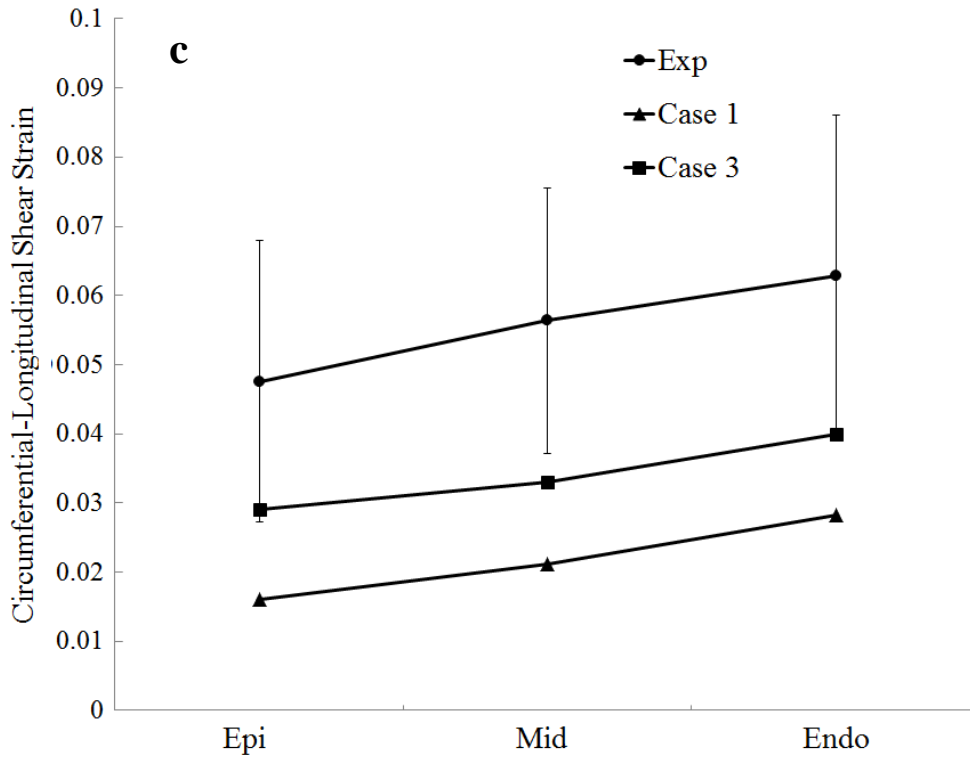 c
Exp
Case 1
Case 3
Circumferential-Longitudinal Shear Strain
0.1
0.09
0.08
0.07
0.06
0.05
0.04
0.03
0.02
0.01
0
Epi Mid Endo